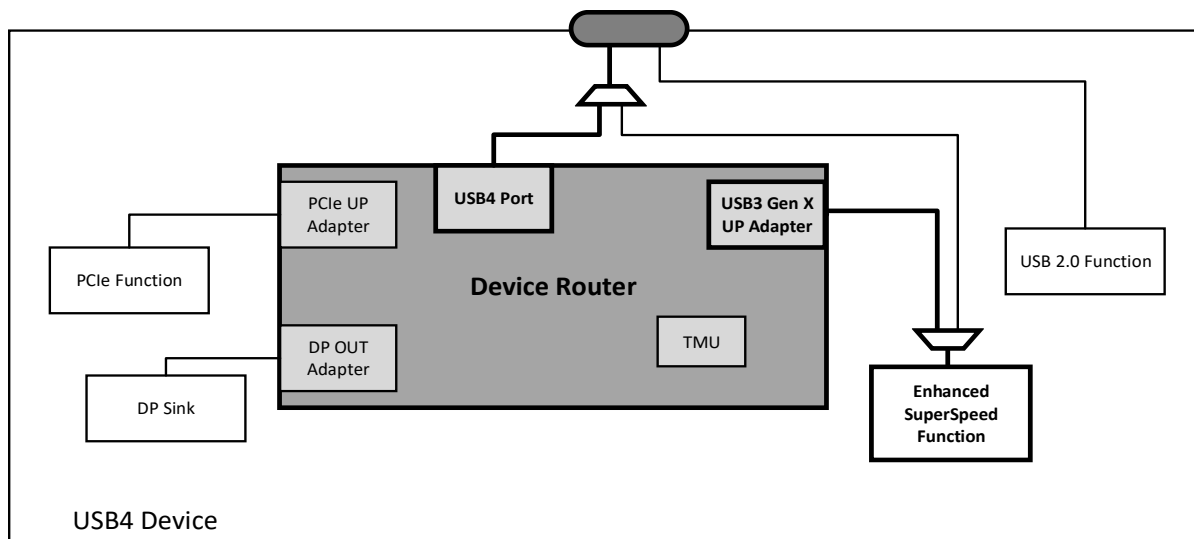 USB4 Port
USB3 Gen X
UP Adapter
PCIe UP
Adapter
PCIe Function
USB 2.0 Function
Device Router
DP OUT
Adapter
TMU
DP Sink
Enhanced
SuperSpeed
Function
USB4 Device